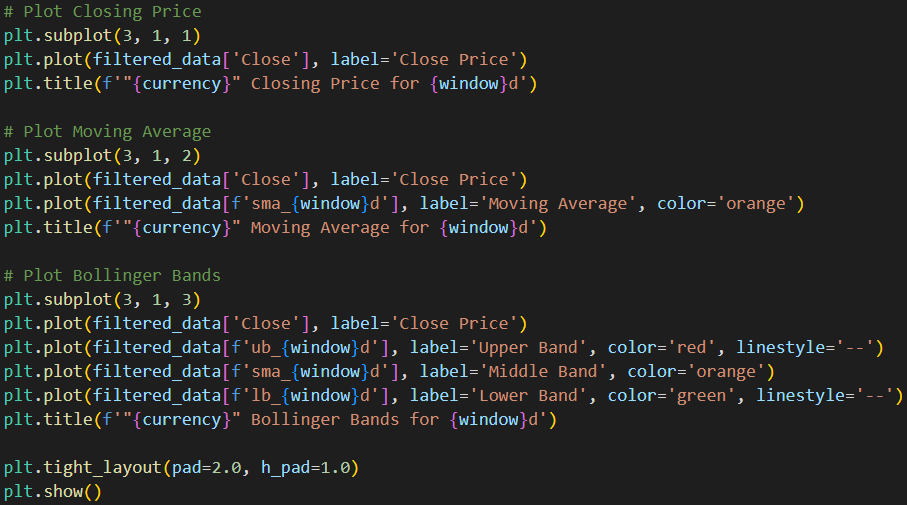 # Plot Closing Price
plt.subplot(3, 1, 1)
plt.plot(filtered_data['Close'], label='Close Price')
plt.title(f'"{currency}" Closing Price for {window}d')
# Plot Moving Average
plt.subplot(3, 1, 2)
plt.plot(filtered_data['Close'], label='Close Price')
plt.plot(filtered_data[f'sma_{window}d'], label='Moving Average', color='orange')
plt.title(f'"{currency}" Moving Average for {window}d')
# Plot Bollinger Bands
plt.subplot(3, 1, 3)
plt.plot(filtered_data['Close'], label='Close Price')
plt.plot(filtered_data[f'ub_{window}d'], label='Upper Band', color='red', linestyle='--')
plt.plot(filtered_data[f'sma_{window}d'], label='Middle Band', color='orange')
plt.plot(filtered_data[f'lb_{window}d'], label='Lower Band', color='green', linestyle='--')
plt.title(f'"{currency}" Bollinger Bands for {window}d')
plt.tight_layout(pad=2.0, h_pad=1.0)
plt.show()